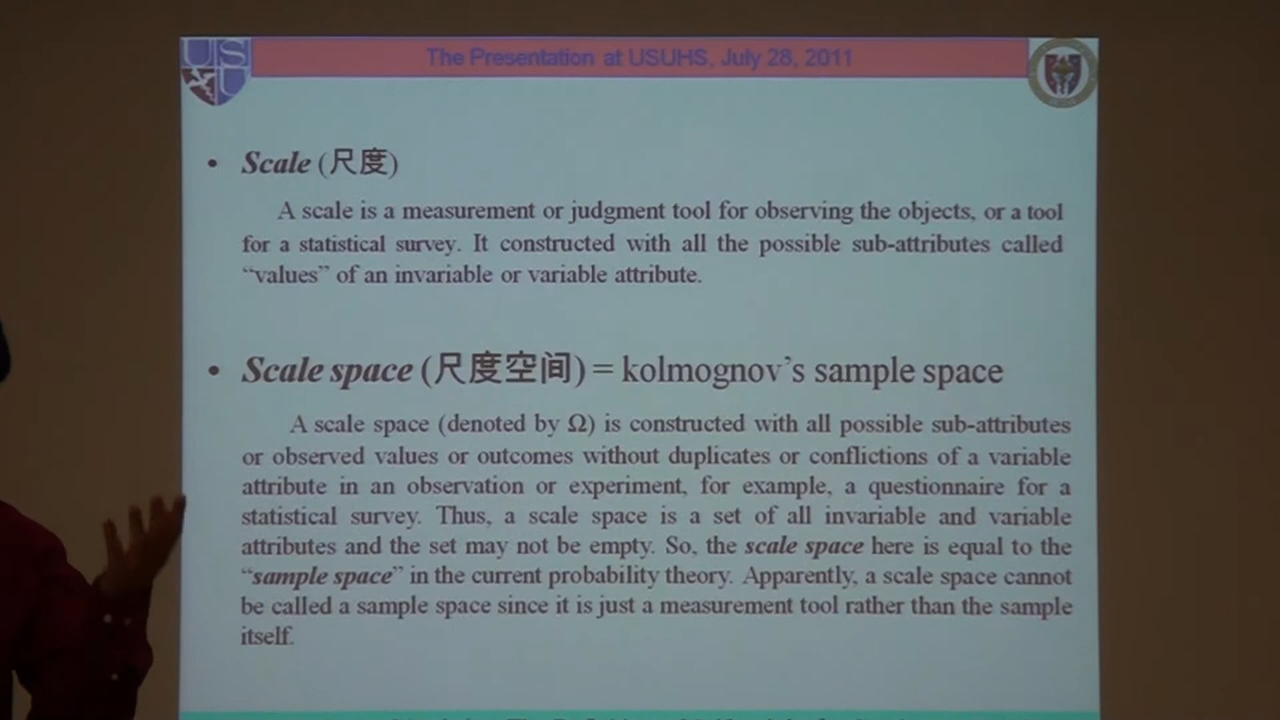 USU
The Presentation at USUHS, July 28, 2011
• Scale (尺度)
A scale is a measurement or judgment tool for observing the objects, or a tool
for a statistical survey. It constructed with all the possible sub-attributes called
“values” of an invariable or variable attribute.
• Scale space (尺度空间) = kolmognov’s sample space
A scale space (denoted by Ω) is constructed with all possible sub-attributes
or observed values or outcomes without duplicates or conflictions of a variable
attribute in an observation or experiment, for example, a questionnaire for a
statistical survey. Thus, a scale space is a set of all invariable and variable
attributes and the set may not be empty. So, the scale space here is equal to the
“sample space” in the current probability theory. Apparently, a scale space cannot
be called a sample space since it is just a measurement tool rather than the sample
itself.